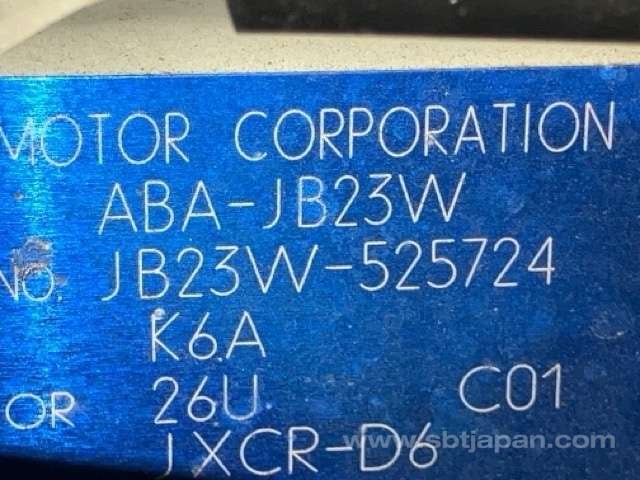 MOTOR CORPORATION
ABA-JB23W
NO. JB23W-525724
K6A
OR 26U C01
JXCR-D6
www.sbtjapan.com